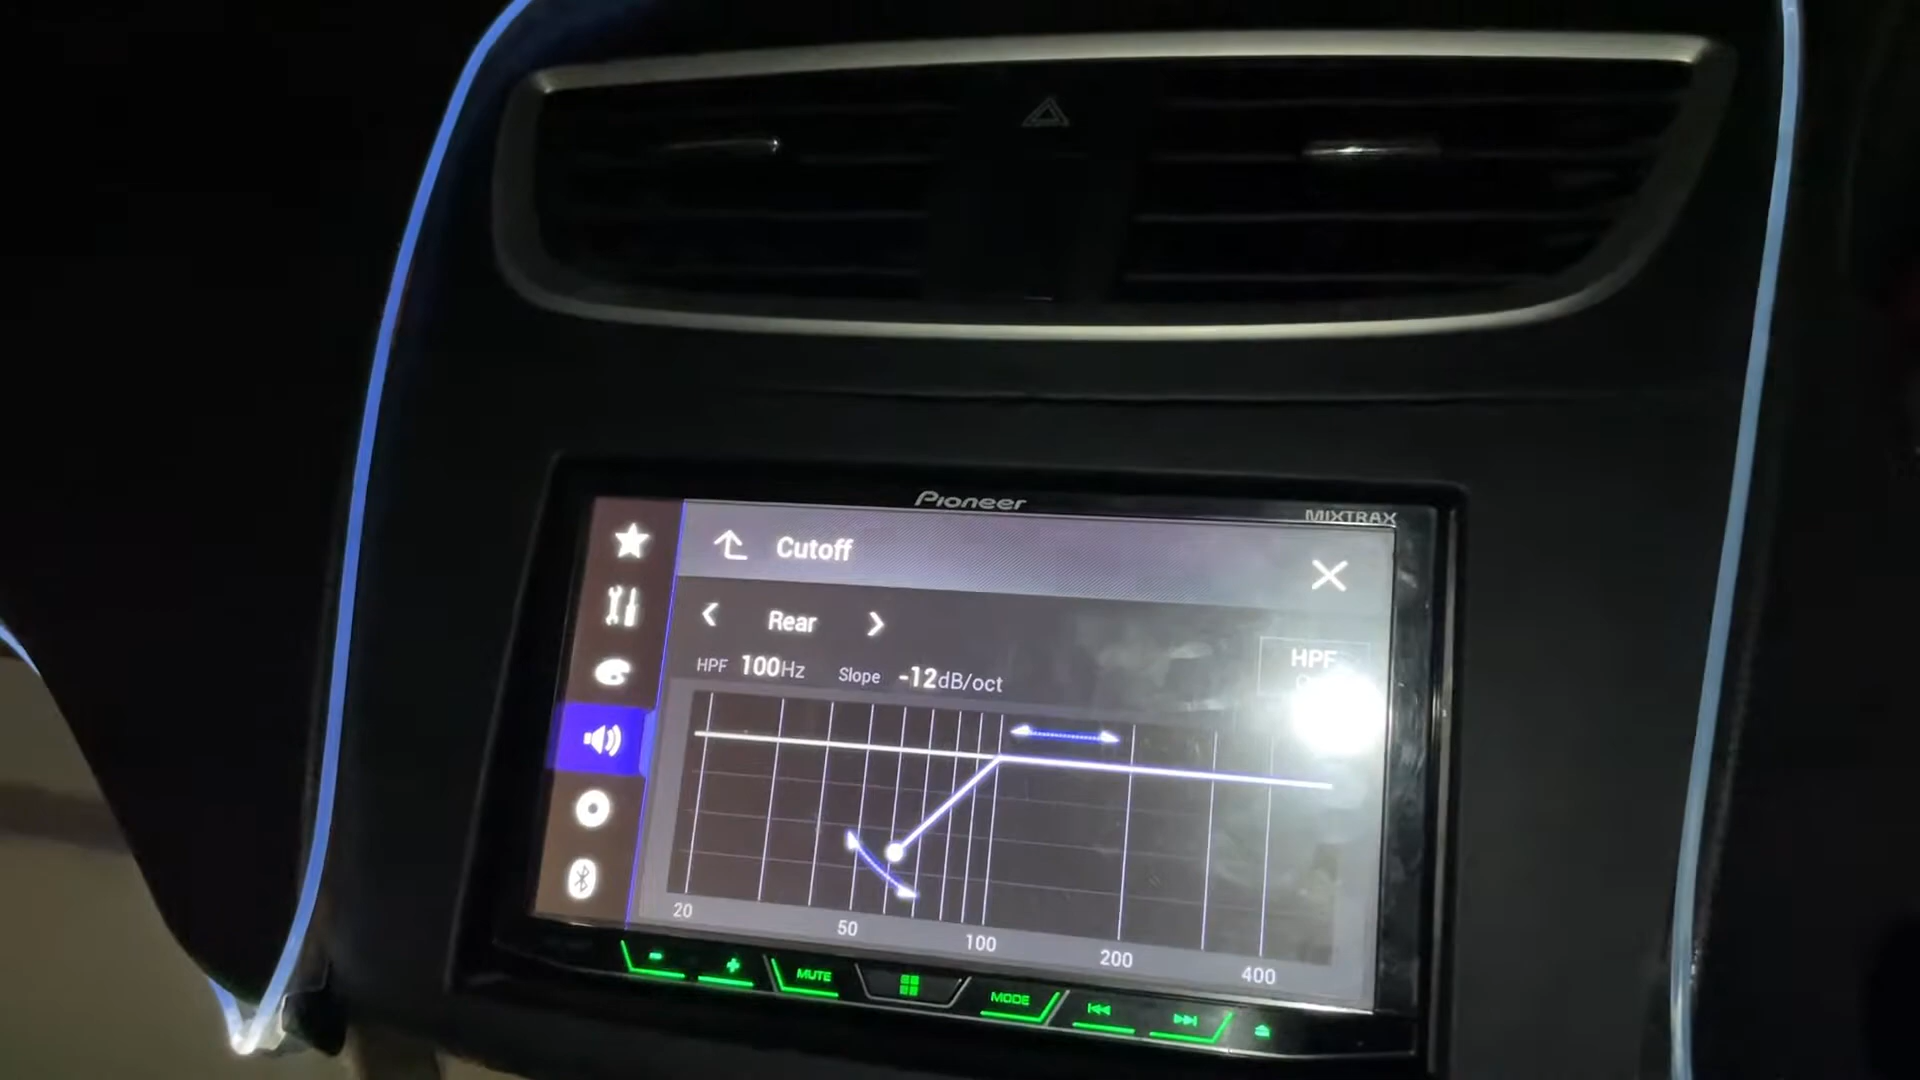 Pioneer
MIXTRAX
Cutoff
Rear
HPF 100Hz Slope -12dB/oct
HPF
20 50 100 200 400
MUTE
MODE